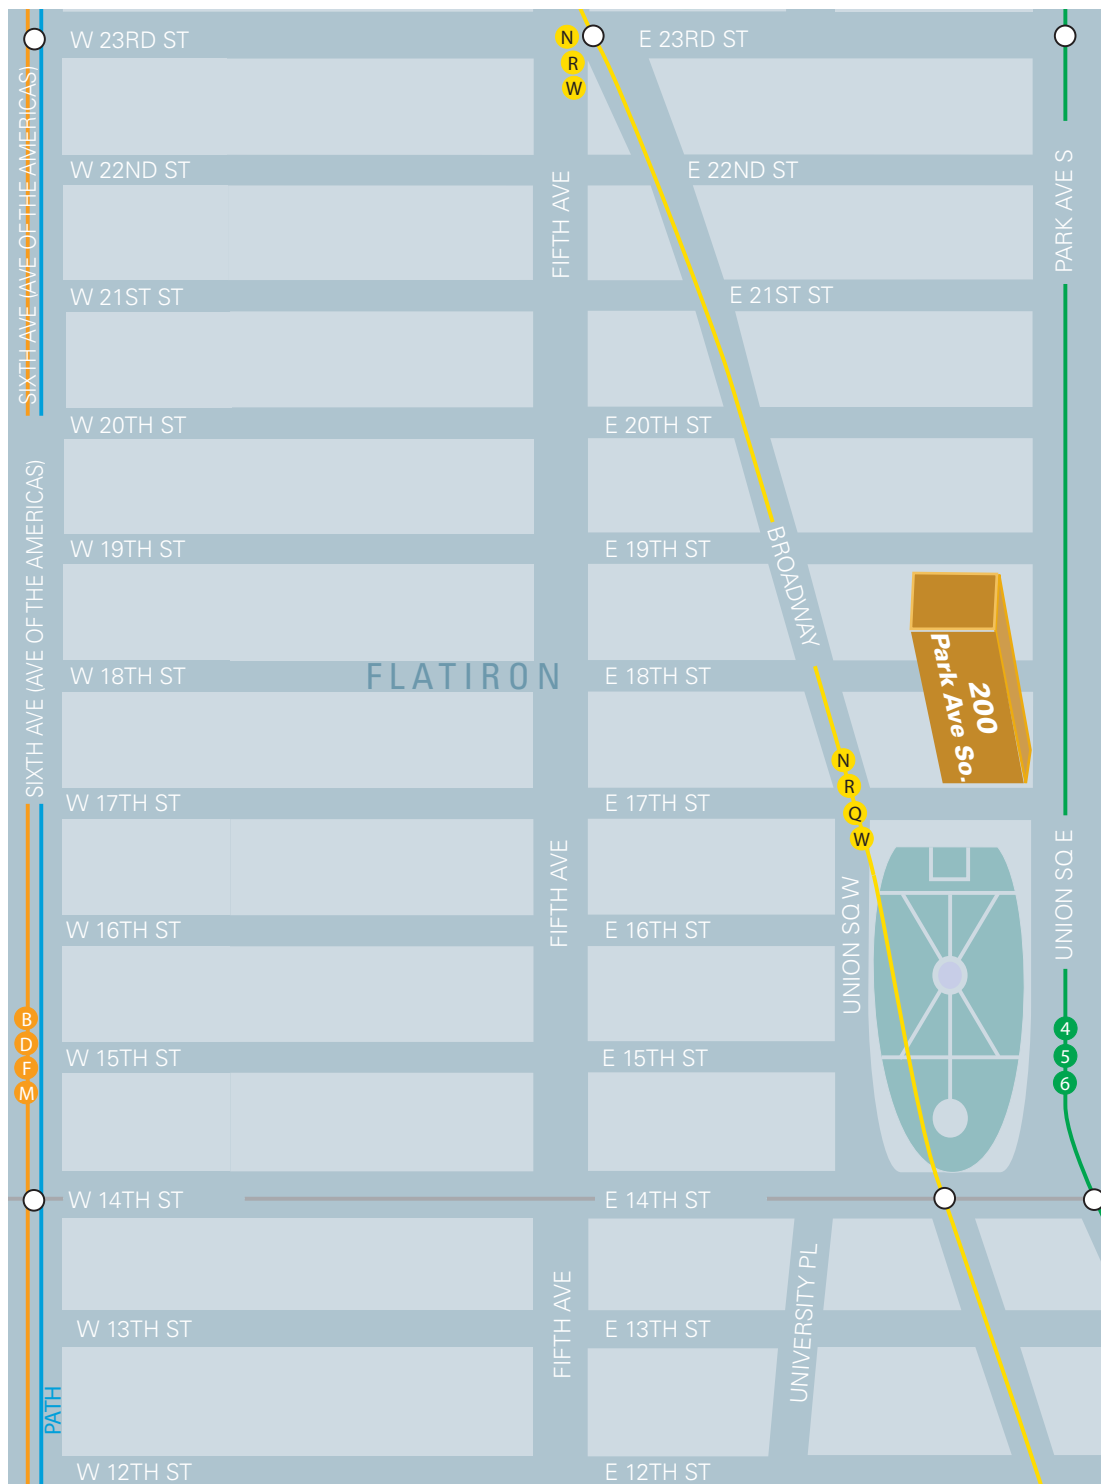 W 23RD ST
N
R
W
E 23RD ST
SIXTH AVE (AVE OF THE AMERICAS)
W 22ND ST
FIFTH AVE
E 22ND ST
PARK AVE S
W 21ST ST
E 21ST ST
W 20TH ST
E 20TH ST
SIXTH AVE (AVE OF THE AMERICAS)
W 19TH ST
E 19TH ST
BROADWAY
W 18TH ST
FLATIRON
E 18TH ST
200
Park Ave So.
N
R
Q
W
W 17TH ST
E 17TH ST
FIFTH AVE
UNION SQ W
UNION SQ E
W 16TH ST
E 16TH ST
B
D
F
M
4
5
6
W 15TH ST
E 15TH ST
W 14TH ST
E 14TH ST
FIFTH AVE
UNIVERSITY PL
W 13TH ST
E 13TH ST
PATH
W 12TH ST
E 12TH ST